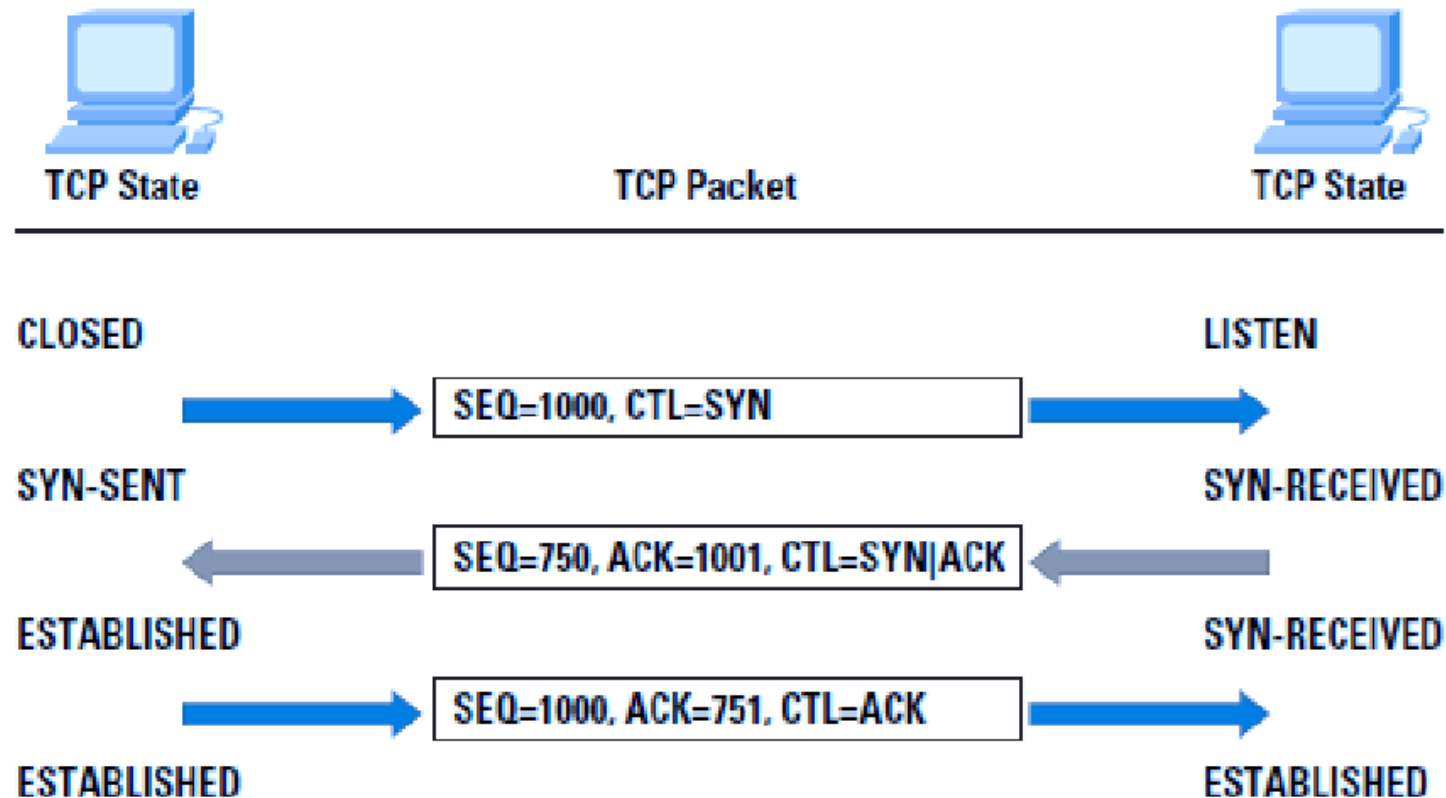 TCP State TCP Packet TCP State
CLOSED LISTEN
SEQ=1000, CTL=SYN
SYN-SENT SYN-RECEIVED
SEQ=750, ACK=1001, CTL=SYN|ACK
ESTABLISHED SYN-RECEIVED
SEQ=1000, ACK=751, CTL=ACK
ESTABLISHED ESTABLISHED